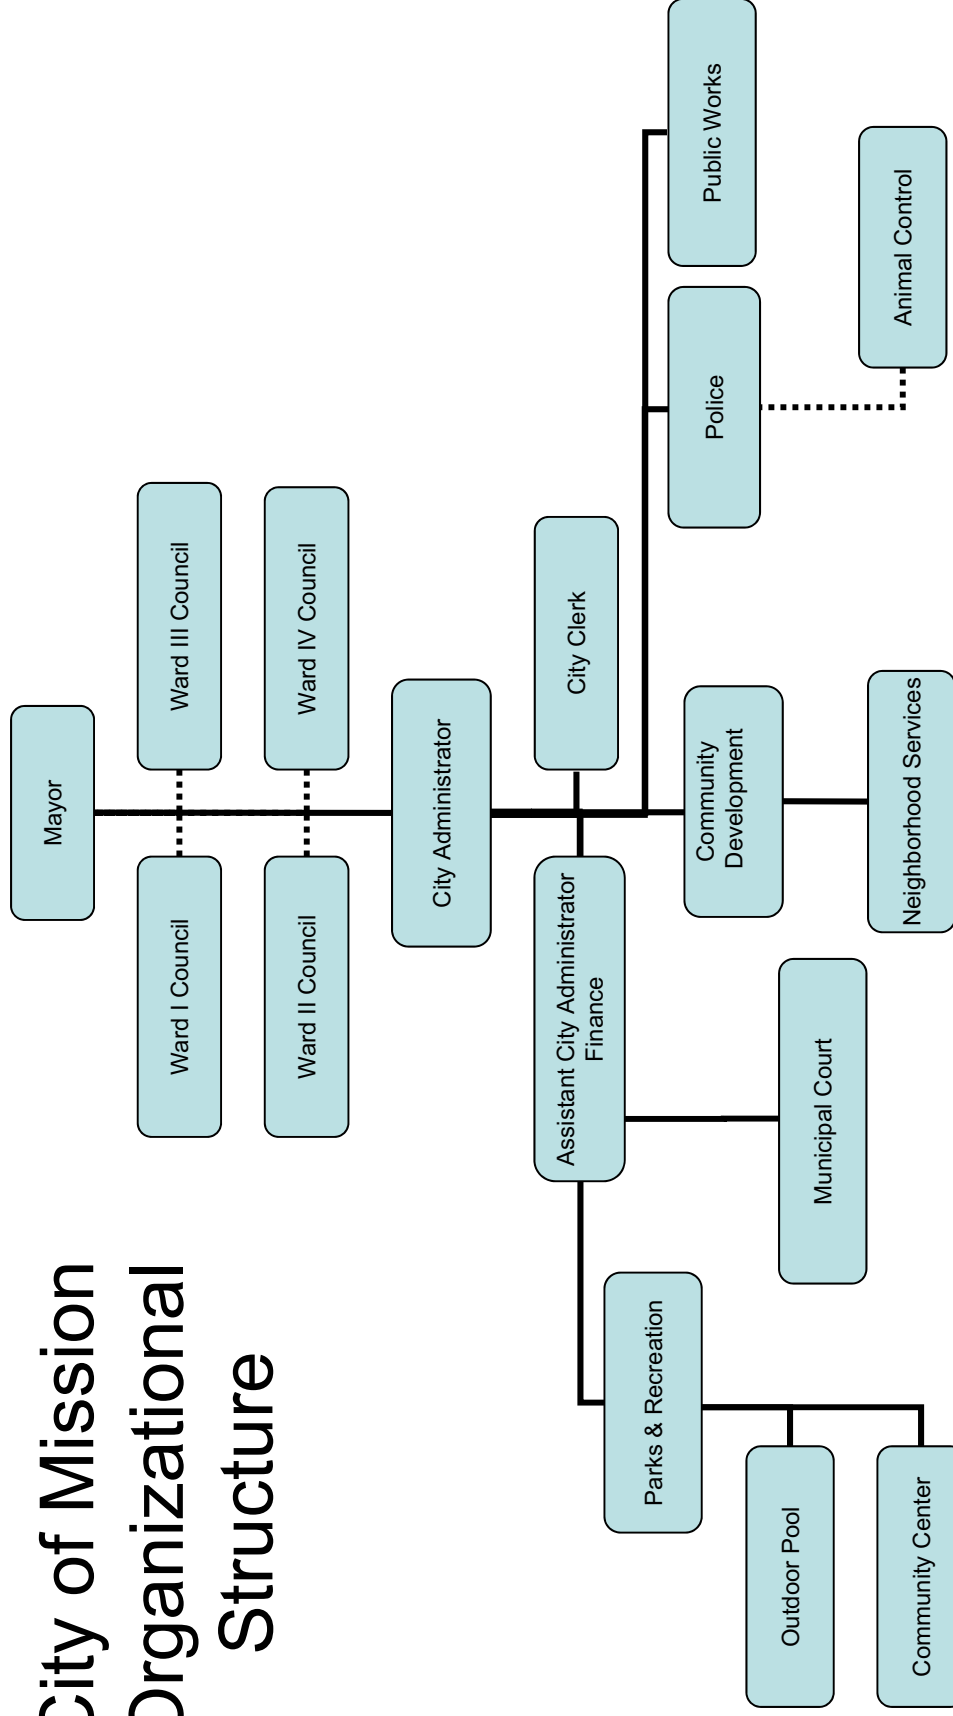 City of Mission
Organizational
Structure
Mayor
Ward I Council
Ward III Council
Ward II Council
Ward IV Council
City Administrator
Assistant City Administrator
Finance
City Clerk
Parks & Recreation
Community
Development
Police
Public Works
Outdoor Pool
Municipal Court
Community Center
Neighborhood Services
Animal Control